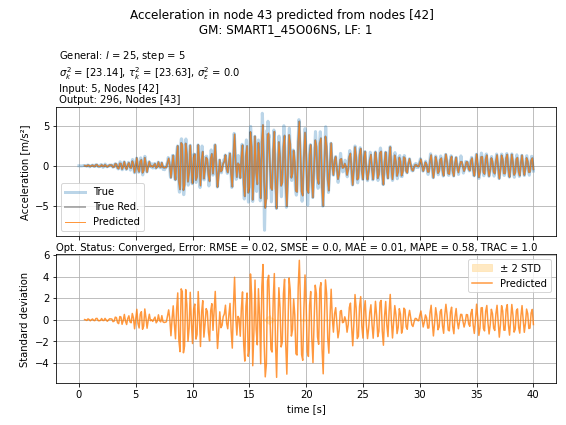 Acceleration in node 43 predicted from nodes [42]
GM: SMART1_45O06NS, LF: 1
General: l = 25, step = 5
σ²ₖ = [23.14], τ²ₖ = [23.63], σ²ₜ = 0.0
Input: 5, Nodes [42]
Output: 296, Nodes [43]
Acceleration [m/s²]
5
0
−5
True
True Red.
Predicted
Opt. Status: Converged, Error: RMSE = 0.02, SMSE = 0.0, MAE = 0.01, MAPE = 0.58, TRAC = 1.0
Standard deviation
6
4
2
0
−2
−4
± 2 STD
Predicted
0 5 10 15 20 25 30 35 40
time [s]